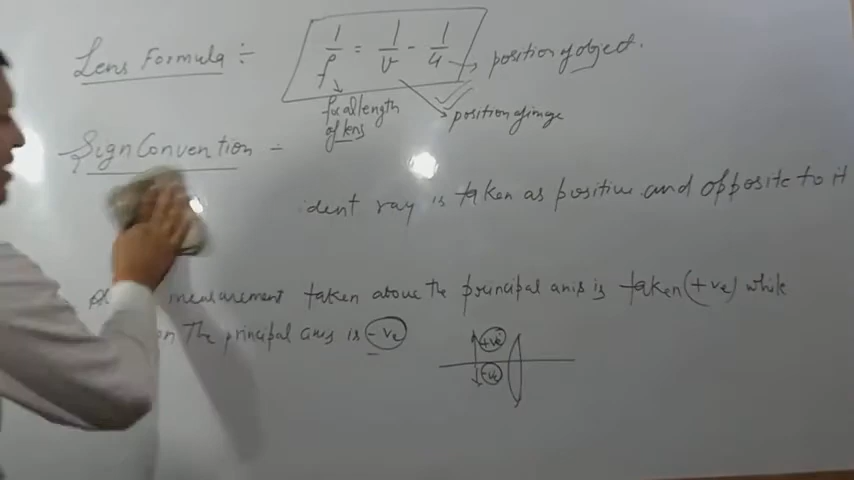 Lens Formula ÷ 1/f = 1/v - 1/u → position of object.
focal length of lens
position of image
Sign Convention ÷
ident ray is taken as positive and opposite to it
measurement taken above the principal axis is taken (+ve) while
on the principal axis is -ve
+ve
-ve